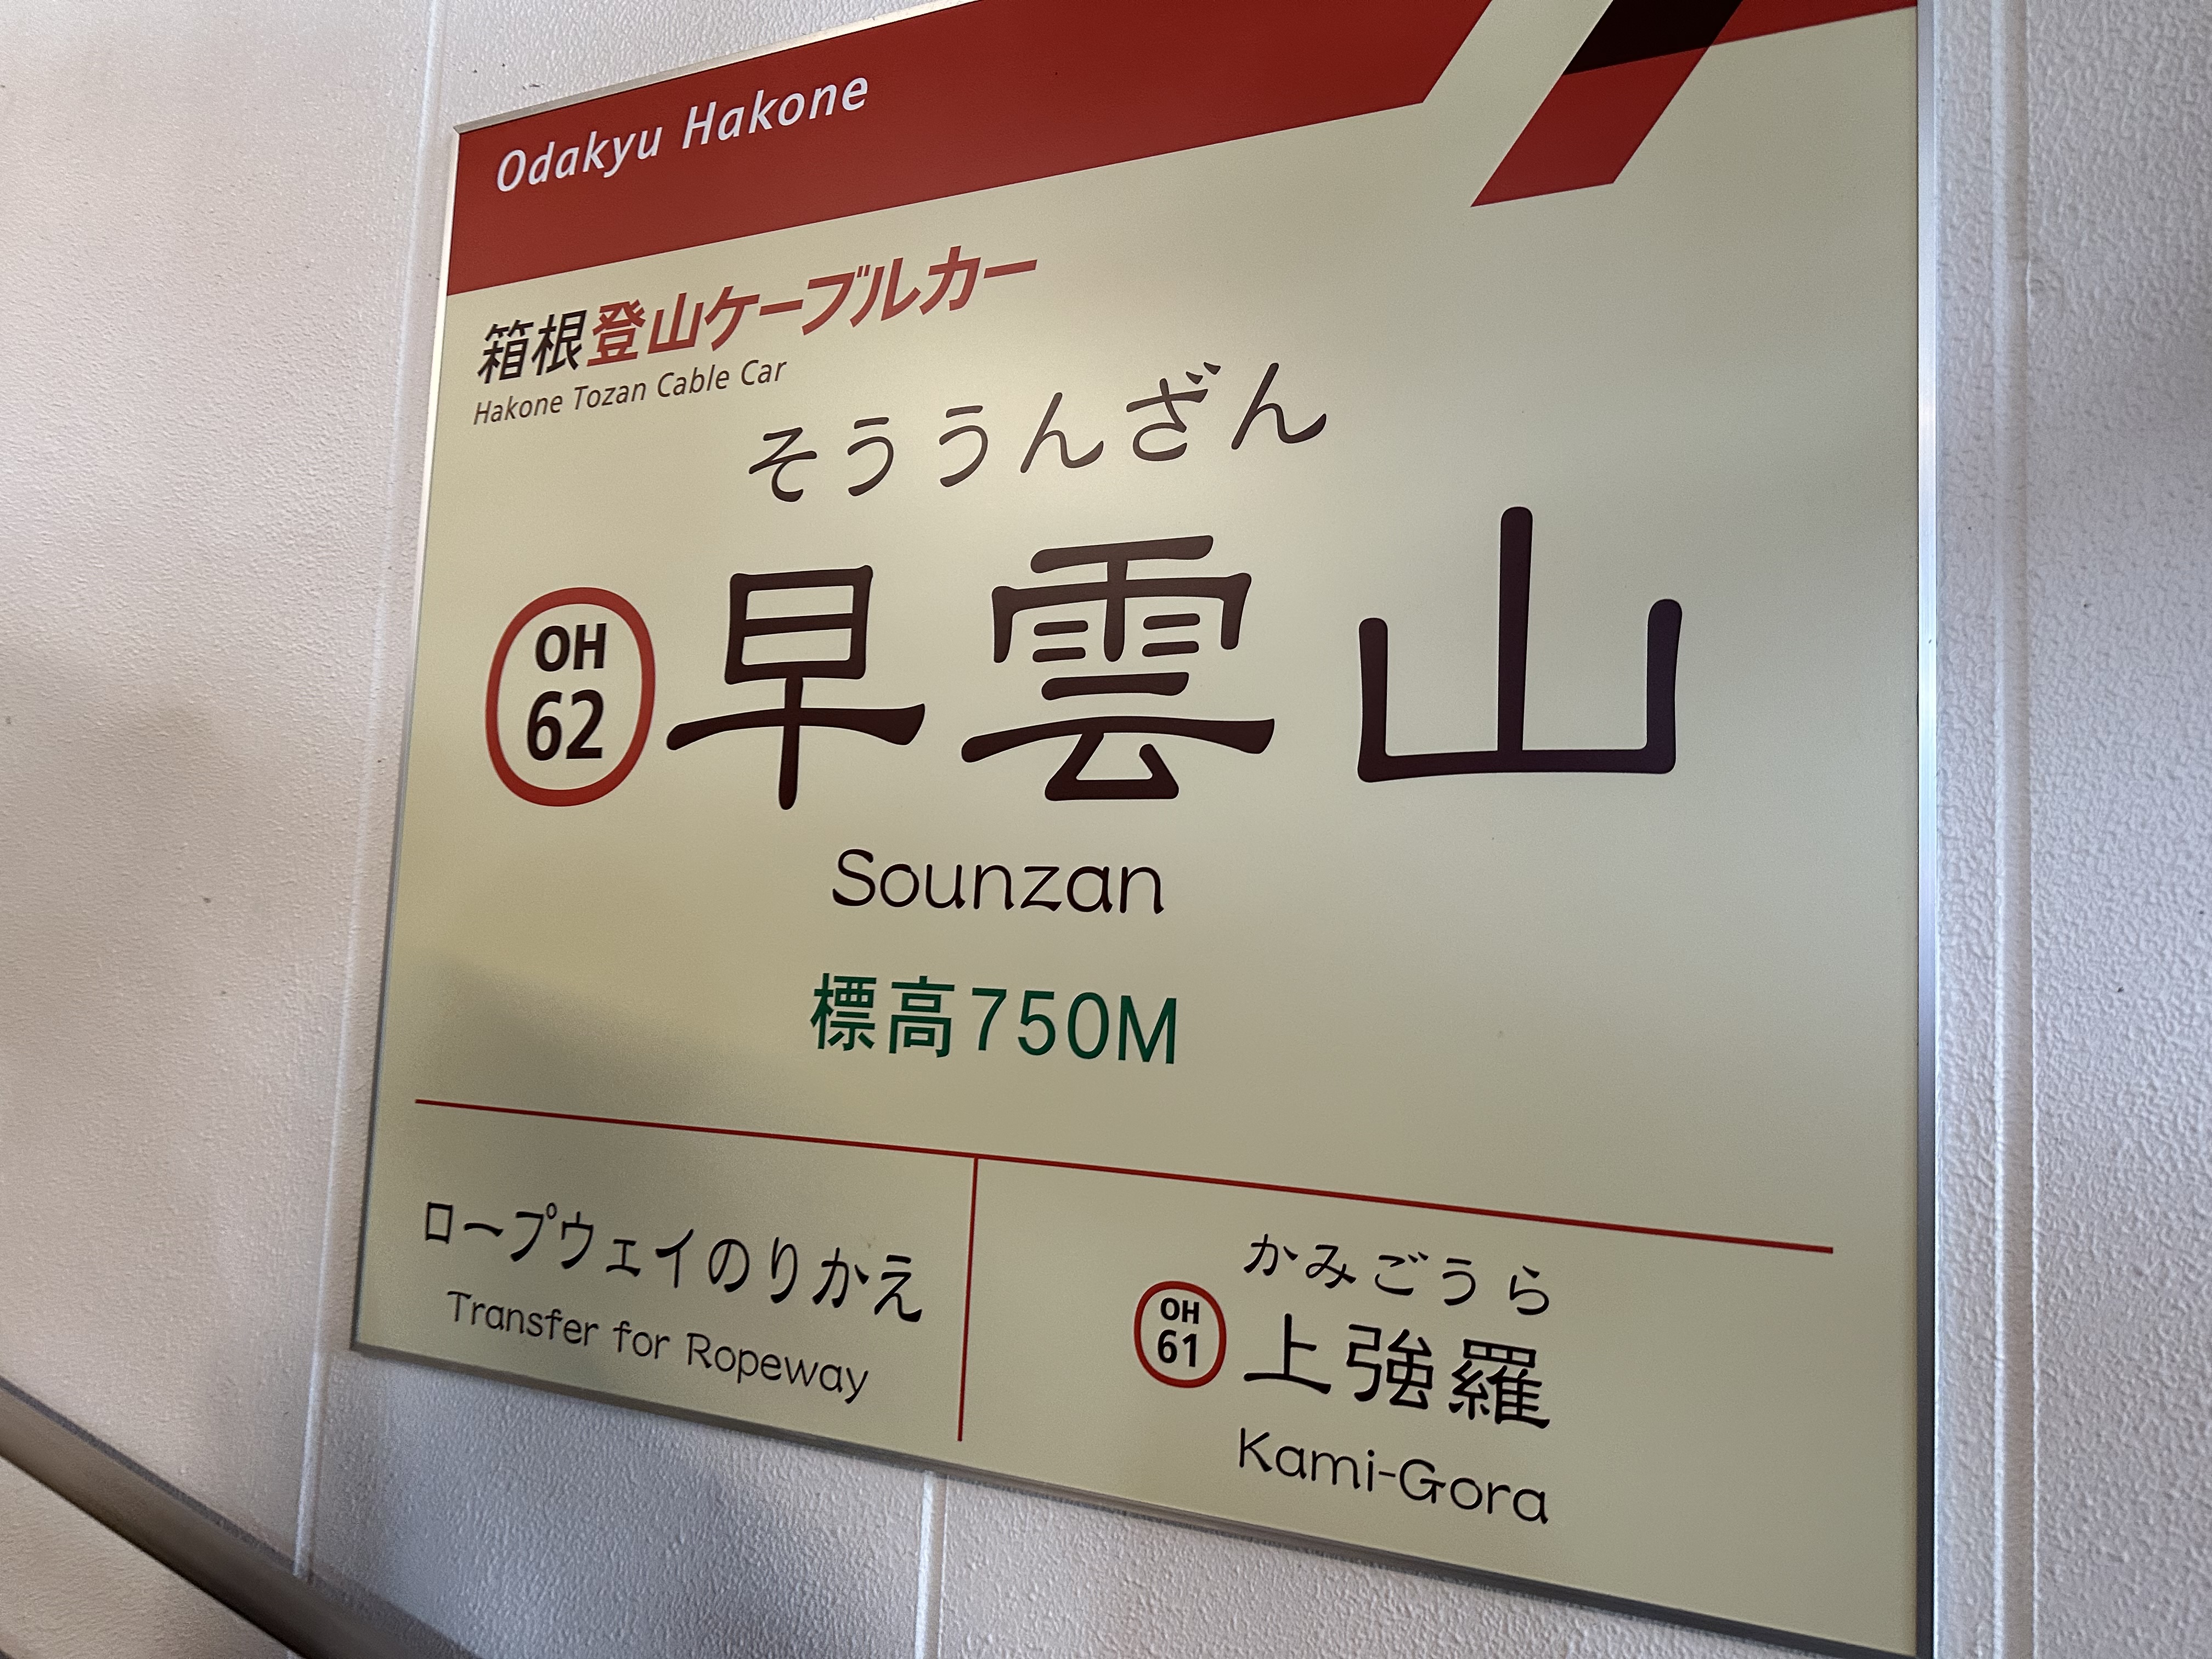 Odakyu Hakone
箱根登山ケーブルカー
Hakone Tozan Cable Car
そううんざん
OH
62
早雲山
Sounzan
標高750M
ロープウェイのりかえ
Transfer for Ropeway
かみごうら
OH
61
上強羅
Kami-Gora